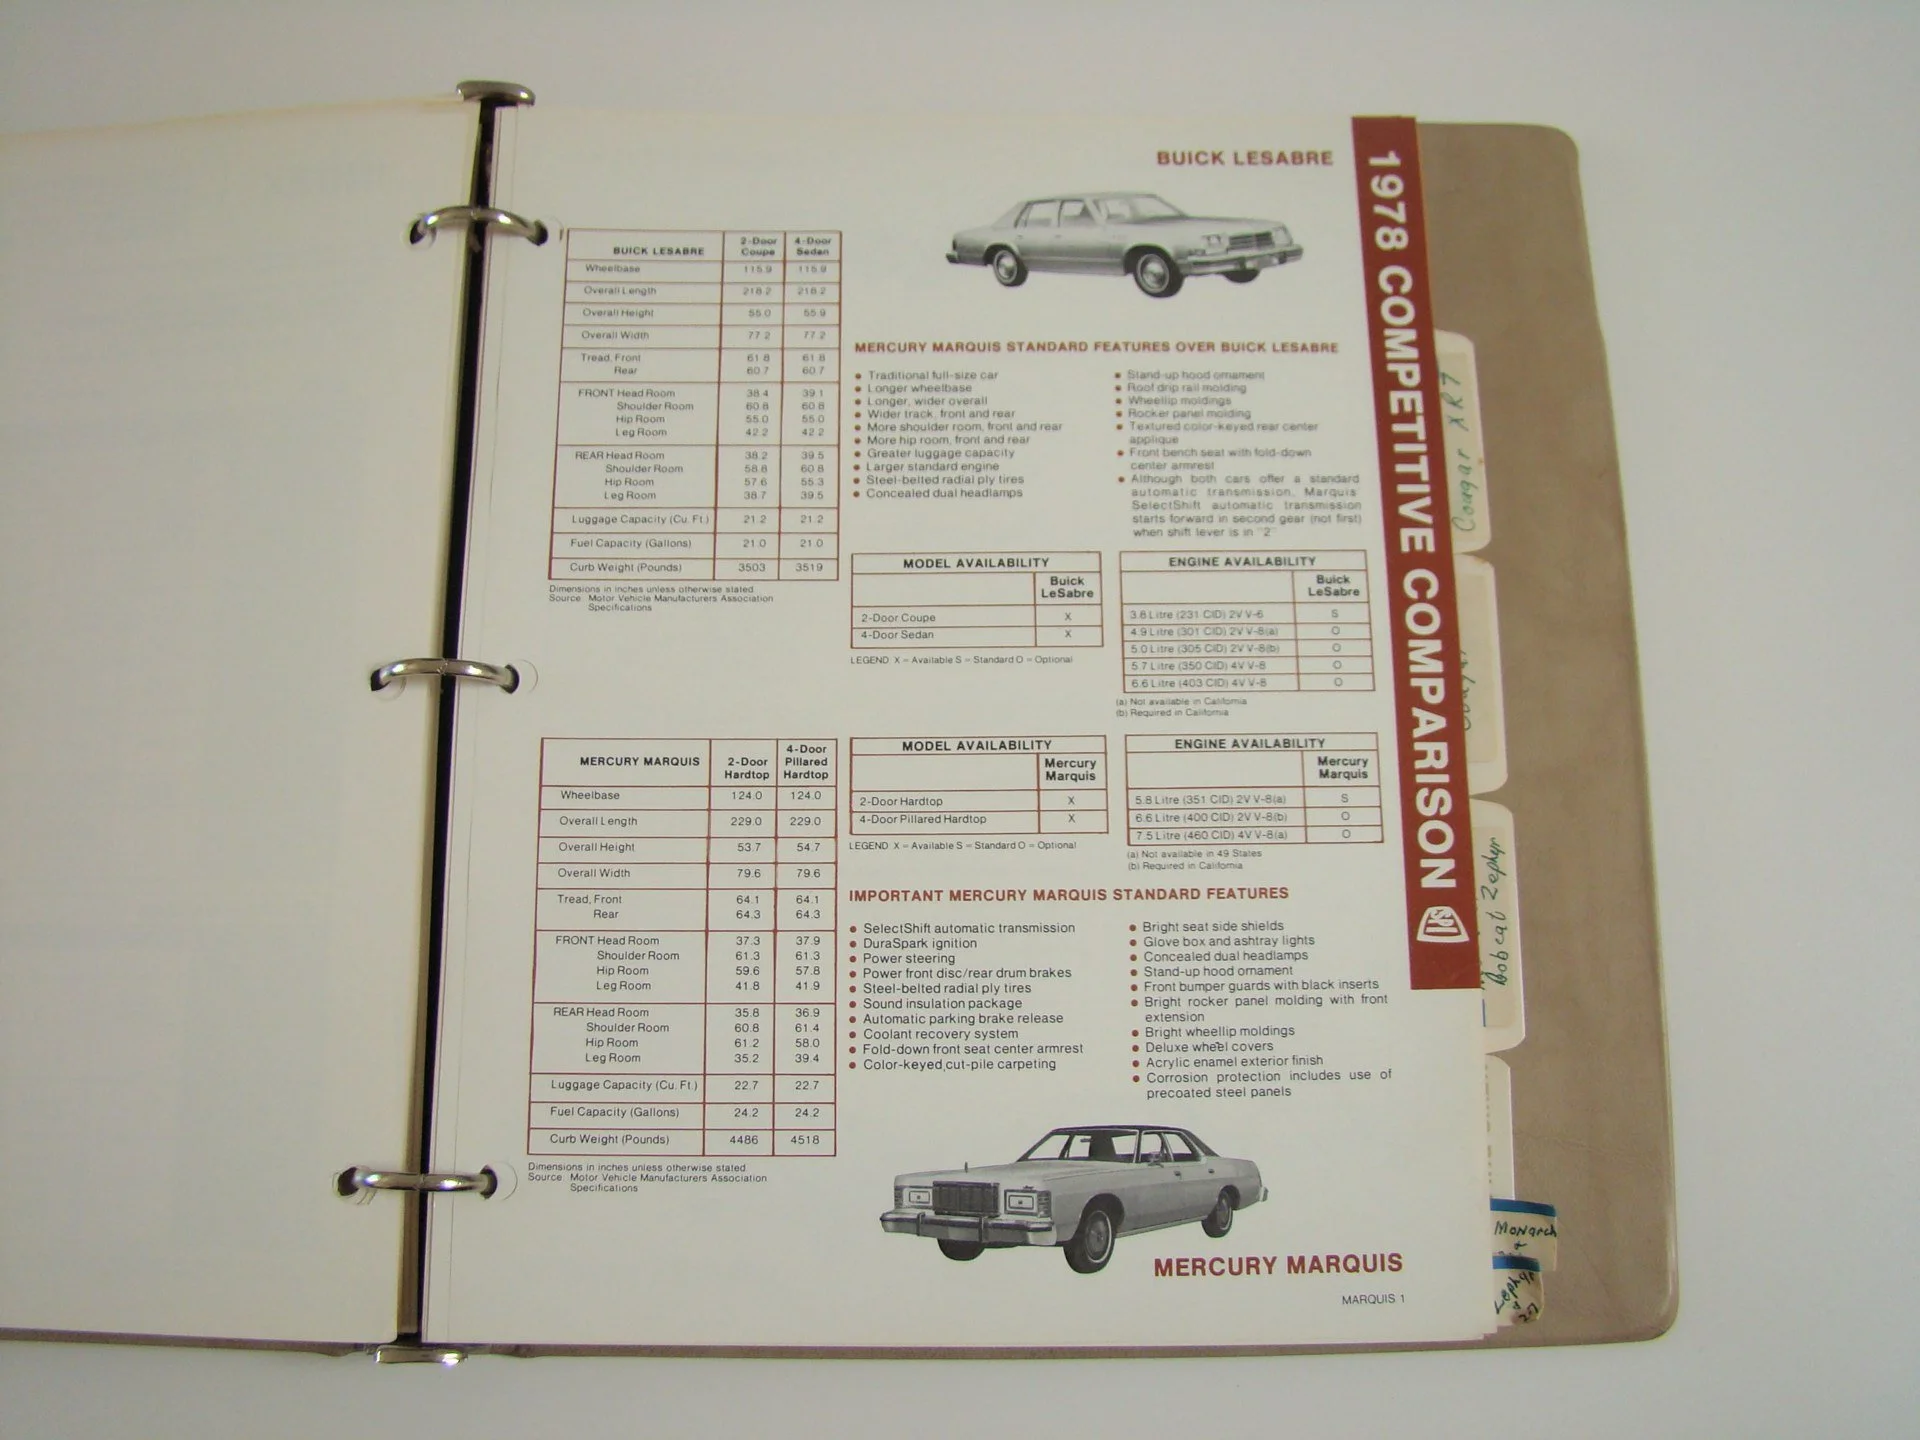 BUICK LESABRE
1978 COMPETITIVE COMPARISON
BUICK LESABRE 2-Door Coupe 4-Door Sedan
Wheelbase 115.9 115.9
Overall Length 218.2 218.2
Overall Height 55.0 55.9
Overall Width 77.2 77.2
Tread, Front 61.8 61.8
Rear 60.7 60.7
FRONT Head Room 38.4 39.1
Shoulder Room 60.8 60.8
Hip Room 55.0 55.0
Leg Room 42.2 42.2
REAR Head Room 38.2 39.5
Shoulder Room 58.8 60.8
Hip Room 57.6 55.3
Leg Room 38.7 39.5
Luggage Capacity (Cu. Ft.) 21.2 21.2
Fuel Capacity (Gallons) 21.0 21.0
Curb Weight (Pounds) 3503 3519
Dimensions in inches unless otherwise stated
Source: Motor Vehicle Manufacturers Association
Specifications
MERCURY MARQUIS STANDARD FEATURES OVER BUICK LESABRE
• Traditional full-size car
• Longer wheelbase
• Longer, wider overall
• Wider track, front and rear
• More shoulder room, front and rear
• More hip room, front and rear
• Greater luggage capacity
• Larger standard engine
• Steel-belted radial ply tires
• Concealed dual headlamps
• Stand-up hood ornament
• Roof drip rail molding
• Wheellip moldings
• Rocker panel molding
• Textured color-keyed rear center
applique
• Front bench seat with fold-down
center armrest
• Although both cars offer a standard
automatic transmission, Marquis
SelectShift automatic transmission
starts forward in second gear (not first)
when shift lever is in "2"
MODEL AVAILABILITY
Buick
LeSabre
2-Door Coupe X
4-Door Sedan X
LEGEND: X = Available S = Standard O = Optional
ENGINE AVAILABILITY
Buick
LeSabre
3.8 Litre (231 CID) 2V V-6 S
4.9 Litre (301 CID) 2V V-8(a) O
5.0 Litre (305 CID) 2V V-8(b) O
5.7 Litre (350 CID) 4V V-8 O
6.6 Litre (403 CID) 4V V-8 O
(a) Not available in California
(b) Required in California
MERCURY MARQUIS 2-Door Hardtop 4-Door Pillared Hardtop
Wheelbase 124.0 124.0
Overall Length 229.0 229.0
Overall Height 53.7 54.7
Overall Width 79.6 79.6
Tread, Front 64.1 64.1
Rear 64.3 64.3
FRONT Head Room 37.3 37.9
Shoulder Room 61.3 61.3
Hip Room 59.6 57.8
Leg Room 41.8 41.9
REAR Head Room 35.8 36.9
Shoulder Room 60.8 61.4
Hip Room 61.2 58.0
Leg Room 35.2 39.4
Luggage Capacity (Cu. Ft.) 22.7 22.7
Fuel Capacity (Gallons) 24.2 24.2
Curb Weight (Pounds) 4486 4518
Dimensions in inches unless otherwise stated
Source: Motor Vehicle Manufacturers Association
Specifications
MODEL AVAILABILITY
Mercury
Marquis
2-Door Hardtop X
4-Door Pillared Hardtop X
LEGEND: X = Available S = Standard O = Optional
ENGINE AVAILABILITY
Mercury
Marquis
5.8 Litre (351 CID) 2V V-8(a) S
6.6 Litre (400 CID) 2V V-8(b) O
7.5 Litre (460 CID) 4V V-8(a) O
(a) Not available in 49 States
(b) Required in California
IMPORTANT MERCURY MARQUIS STANDARD FEATURES
• SelectShift automatic transmission
• DuraSpark ignition
• Power steering
• Power front disc/rear drum brakes
• Steel-belted radial ply tires
• Sound insulation package
• Automatic parking brake release
• Coolant recovery system
• Fold-down front seat center armrest
• Color-keyed,cut-pile carpeting
• Bright seat side shields
• Glove box and ashtray lights
• Concealed dual headlamps
• Stand-up hood ornament
• Front bumper guards with black inserts
• Bright rocker panel molding with front
extension
• Bright wheellip moldings
• Deluxe wheel covers
• Acrylic enamel exterior finish
• Corrosion protection includes use of
precoated steel panels
MERCURY MARQUIS
MARQUIS 1
Cougar XR7
Bobcat Zephyr
Monarch